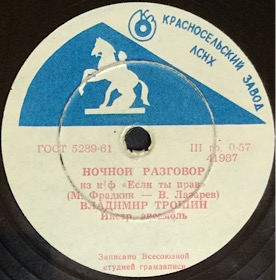 КРАСНОСЕЛЬСКИЙ ЗАВОД
ЛСНХ
ГОСТ 5289-61
III гр. 0-57
41987
НОЧНОЙ РАЗГОВОР
из к/ф «Если ты прав»
(М. Фрадкин — В. Лазарев)
ВЛАДИМИР ТРОШИН
Инстр. ансамбль
Записано Всесоюзной
студией грамзаписи